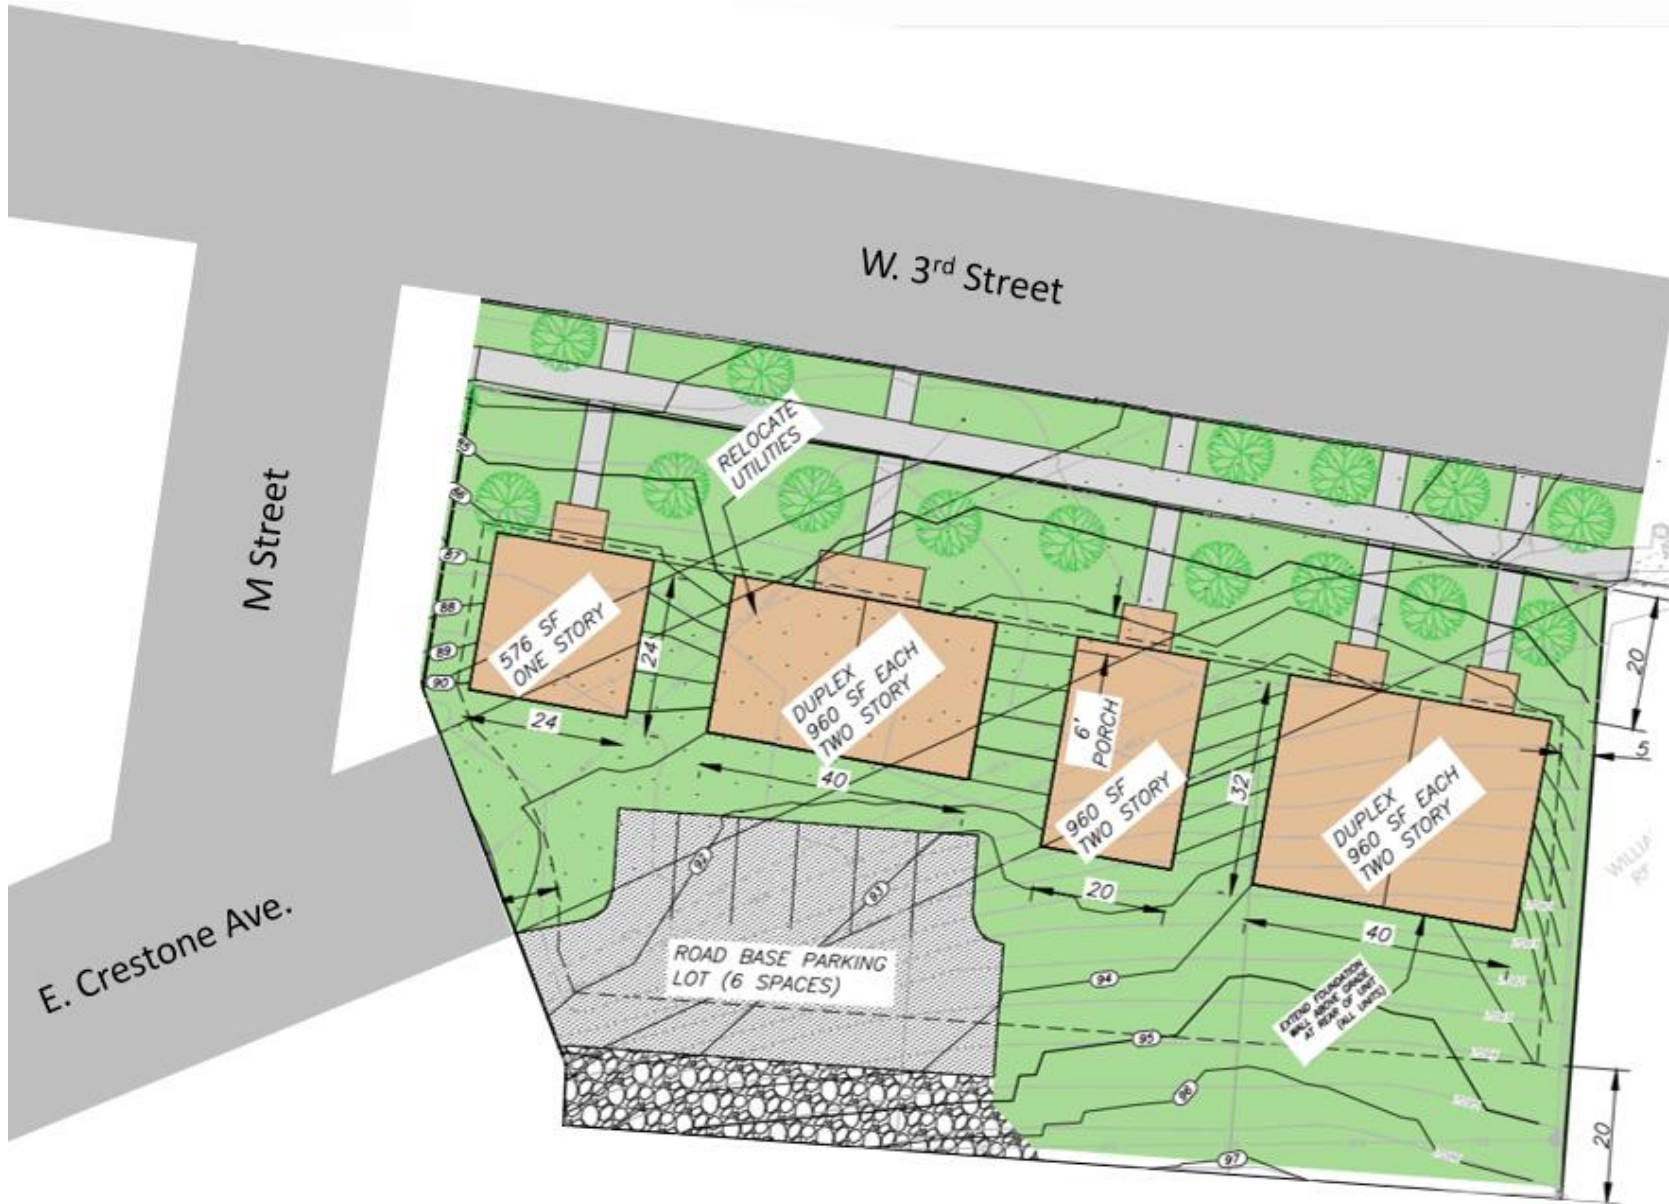 W. 3rd Street
M Street
E. Crestone Ave.
RELOCATE
UTILITIES
85
86
87
88
89
90
576 SF
ONE STORY
24
24
DUPLEX
960 SF EACH
TWO STORY
40
6'
PORCH
960 SF
TWO STORY
20
32
DUPLEX
960 SF EACH
TWO STORY
40
20
5
92
93
ROAD BASE PARKING
LOT (6 SPACES)
94
95
96
97
EXTEND FOUNDATION
WALL ABOVE GRADE
AT REAR OF UNIT
(ALL UNITS)
20